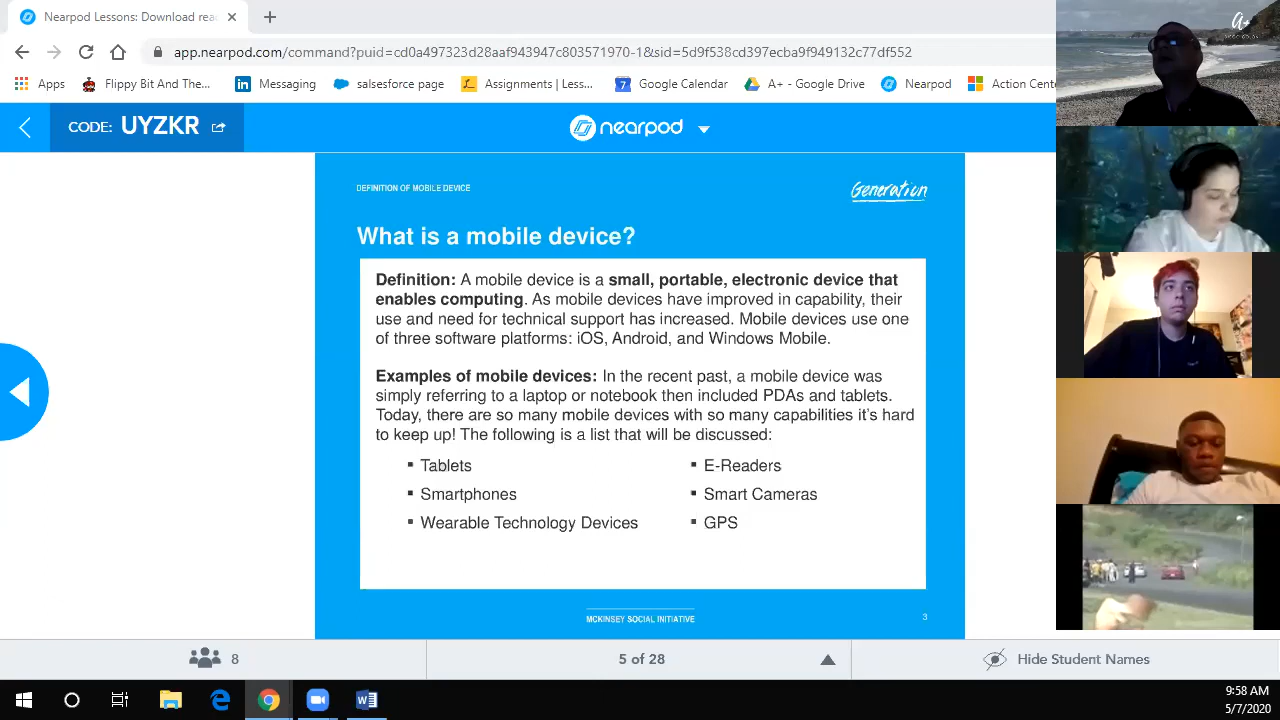 Nearpod Lessons: Download rea
app.nearpod.com/command?puid=cd0a497323d28aaf943447c803571970-1&sid=5d9f538cd397ecba9f949132c77df552
Apps Flippy Bit And The... Messaging salesforce page Assignments | Less... Google Calendar A+ - Google Drive Nearpod Action Cente
CODE: UYZKR nearpod
DEFINITION OF MOBILE DEVICE
Generation
What is a mobile device?
Definition: A mobile device is a small, portable, electronic device that
enables computing. As mobile devices have improved in capability, their
use and need for technical support has increased. Mobile devices use one
of three software platforms: iOS, Android, and Windows Mobile.
Examples of mobile devices: In the recent past, a mobile device was
simply referring to a laptop or notebook then included PDAs and tablets.
Today, there are so many mobile devices with so many capabilities it's hard
to keep up! The following is a list that will be discussed:
▪ Tablets
▪ Smartphones
▪ Wearable Technology Devices
▪ E-Readers
▪ Smart Cameras
▪ GPS
MCKINSEY SOCIAL INITIATIVE
3
8
5 of 28
Hide Student Names
9:58 AM
5/7/2020
a+